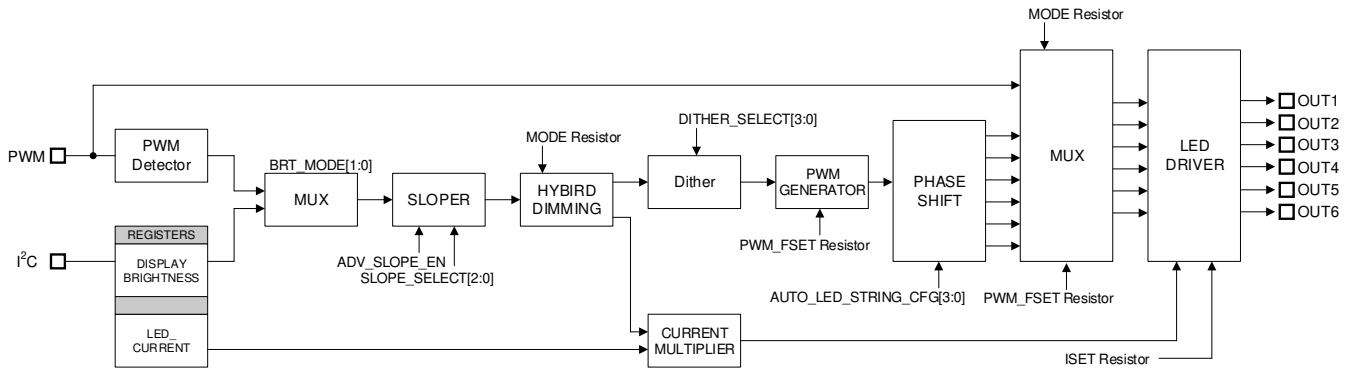 MODE Resistor
PWM
PWM
Detector
I²C
REGISTERS
DISPLAY
BRIGHTNESS
LED_
CURRENT
BRT_MODE[1:0]
MUX
SLOPER
ADV_SLOPE_EN
SLOPE_SELECT[2:0]
MODE Resistor
HYBIRD
DIMMING
DITHER_SELECT[3:0]
Dither
PWM
GENERATOR
PWM_FSET Resistor
PHASE
SHIFT
AUTO_LED_STRING_CFG[3:0]
MUX
PWM_FSET Resistor
CURRENT
MULTIPLIER
LED
DRIVER
ISET Resistor
OUT1
OUT2
OUT3
OUT4
OUT5
OUT6